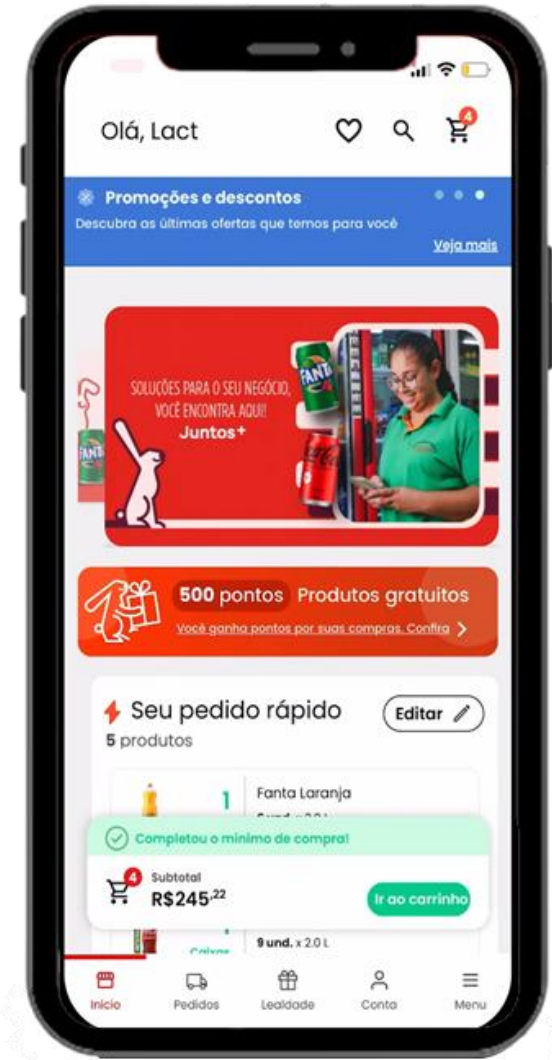 Olá, Lact
4
Promoções e descontos
Descubra as últimas ofertas que temos para você
Veja mais
SOLUÇÕES PARA O SEU NEGÓCIO,
VOCÊ ENCONTRA AQUI!
Juntos+
FANTA
500 pontos Produtos gratuitos
Você ganha pontos por suas compras. Confira
Seu pedido rápido
Editar
5 produtos
1
Fanta Laranja
Completou o mínimo de compra!
4
Subtotal
R$245,22
Ir ao carrinho
Caixas
9 und. x 2.0 L
Início
Pedidos
Lealdade
Conta
Menu